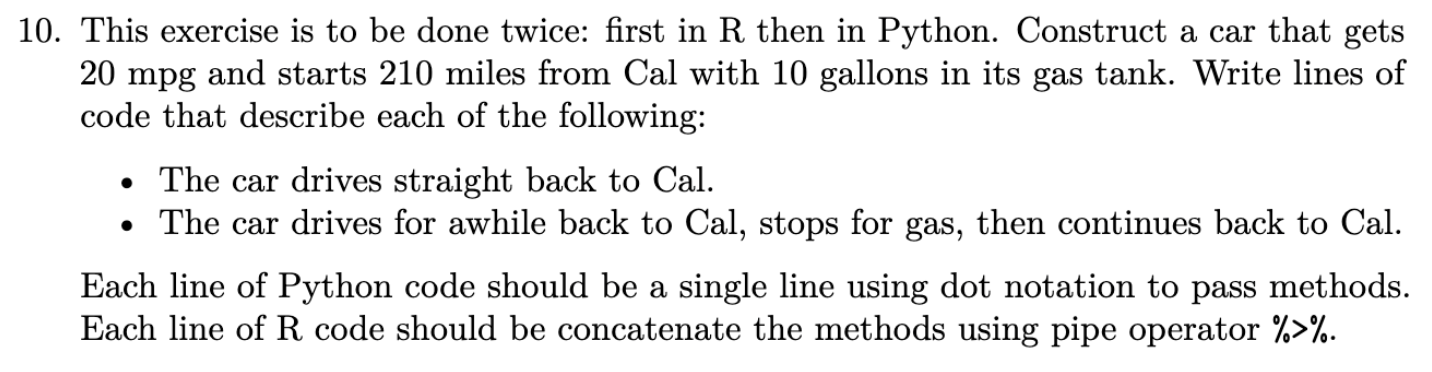 10. This exercise is to be done twice: first in R then in Python. Construct a car that gets
20 mpg and starts 210 miles from Cal with 10 gallons in its gas tank. Write lines of
code that describe each of the following:
• The car drives straight back to Cal.
• The car drives for awhile back to Cal, stops for gas, then continues back to Cal.
Each line of Python code should be a single line using dot notation to pass methods.
Each line of R code should be concatenate the methods using pipe operator %>%.